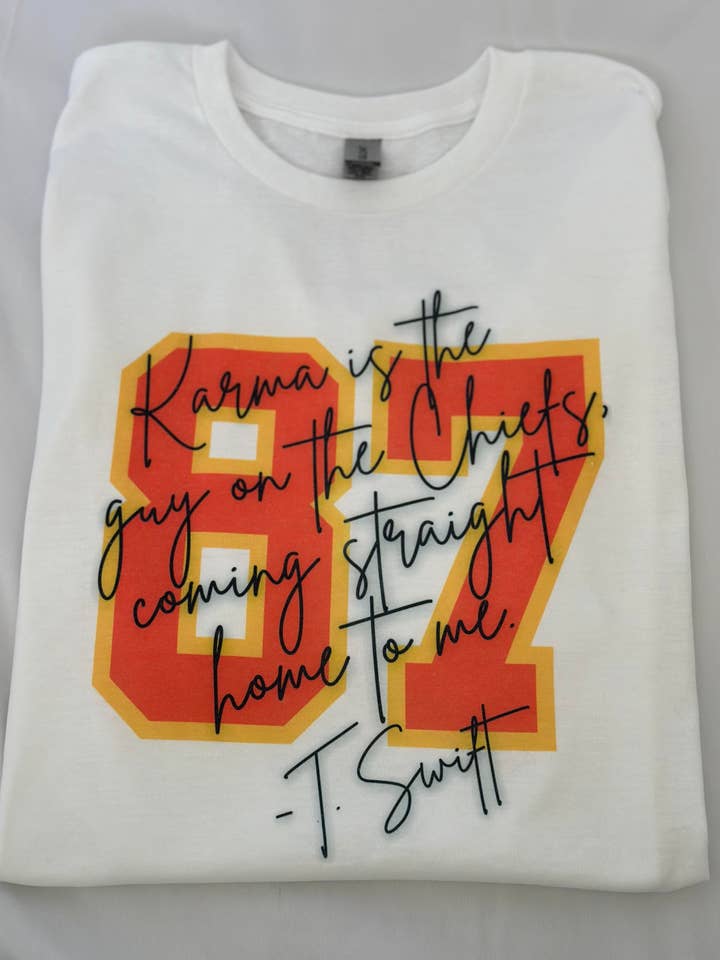 87
Karma is the
guy on the Chiefs,
coming straight
home to me.
-T. Swift